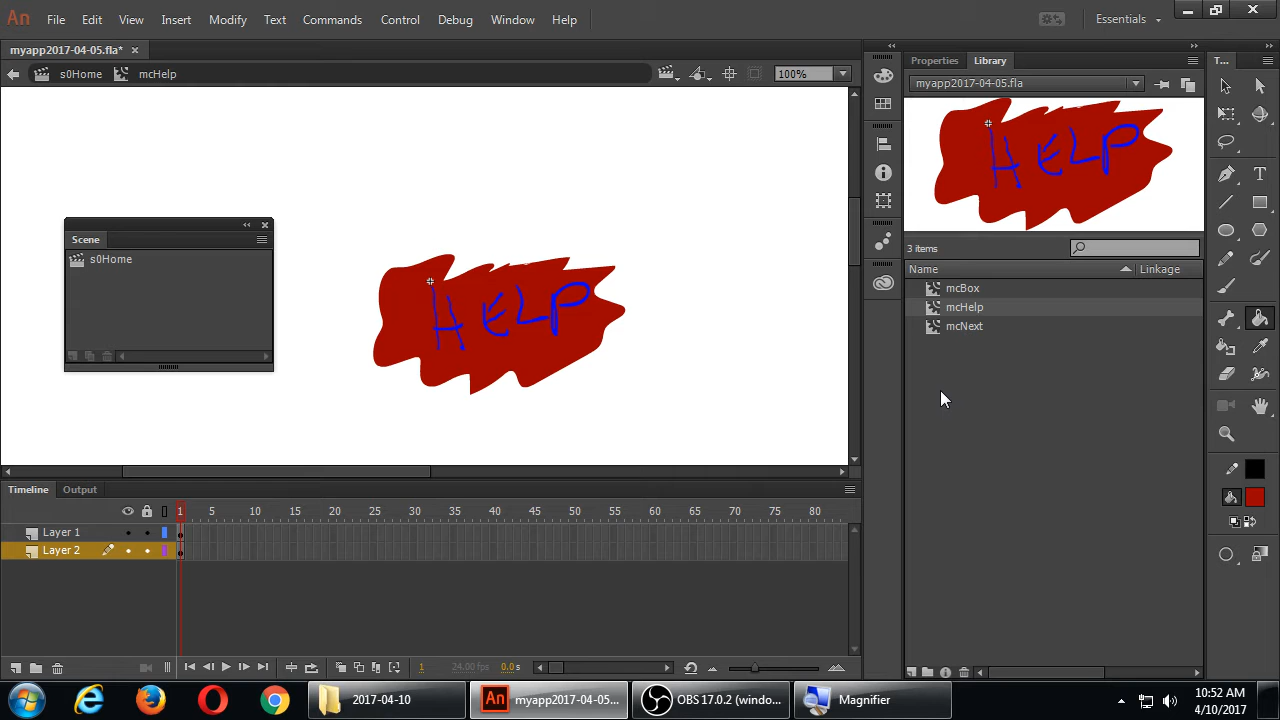 An File Edit View Insert Modify Text Commands Control Debug Window Help Essentials
myapp2017-04-05.fla*
s0Home mcHelp 100%
Scene
s0Home
HELP
Properties Library
myapp2017-04-05.fla
HELP
3 items
Name Linkage
mcBox
mcHelp
mcNext
T...
Timeline Output
1 5 10 15 20 25 30 35 40 45 50 55 60 65 70 75 80
Layer 1
Layer 2
1 24.00 fps 0.0 s
2017-04-10 An myapp2017-04-05... OBS 17.0.2 (windo... Magnifier
10:52 AM
4/10/2017